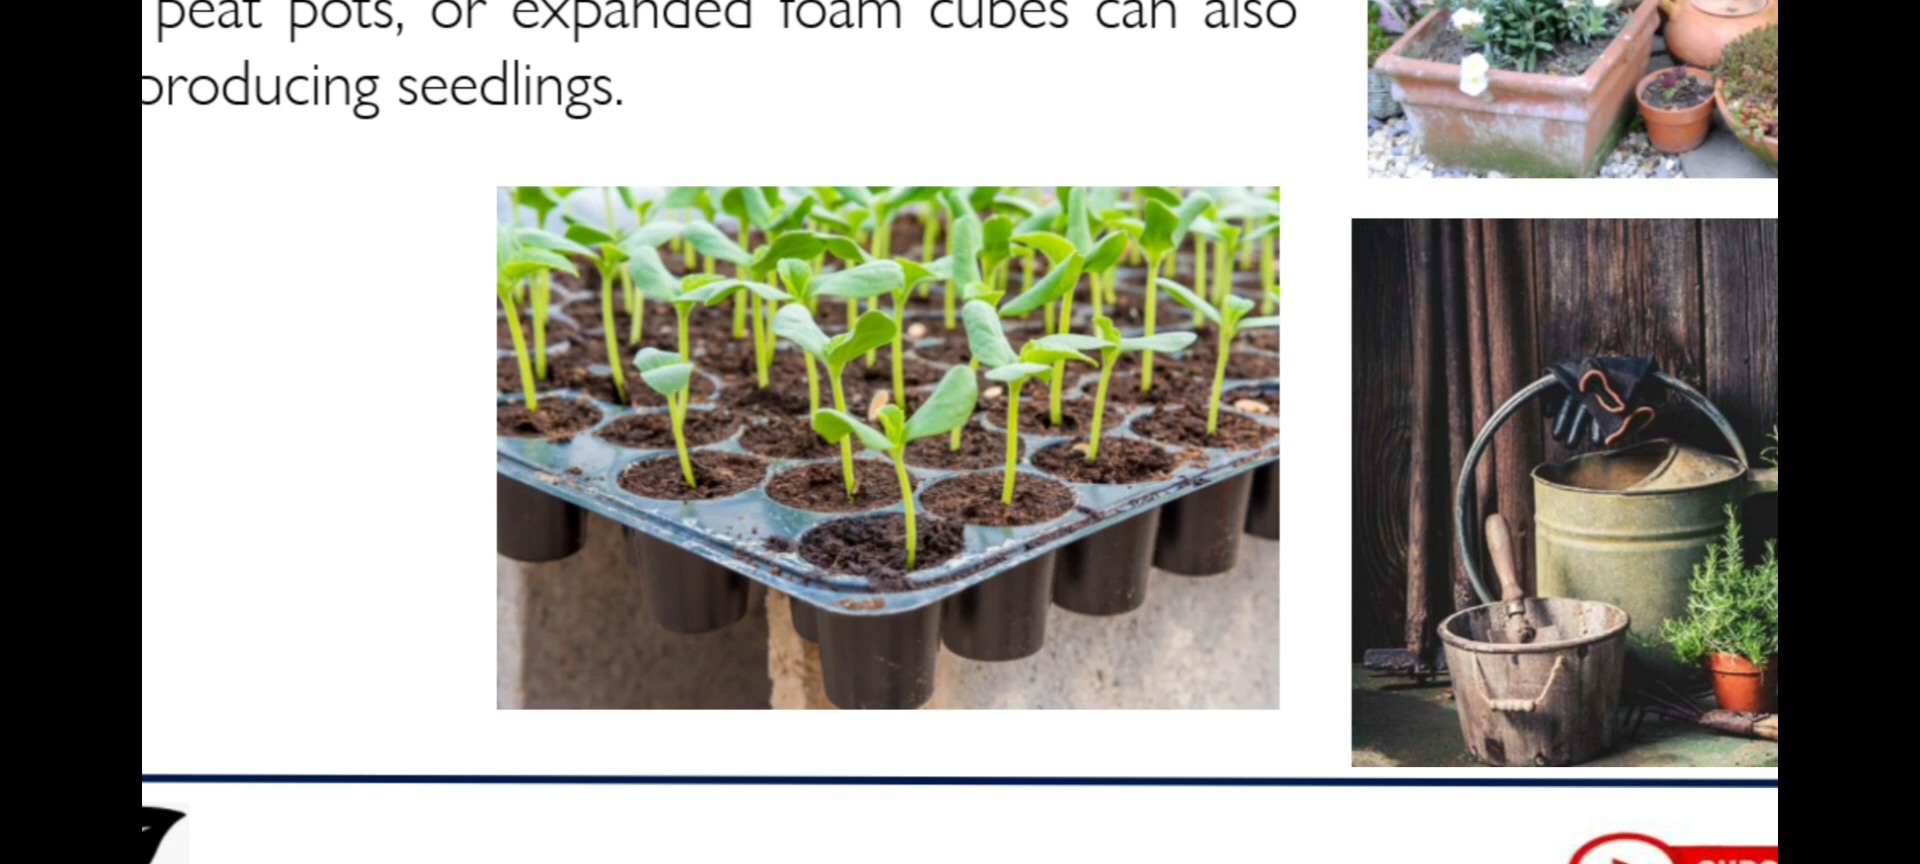 peat pots, or expanded foam cubes can also
producing seedlings.